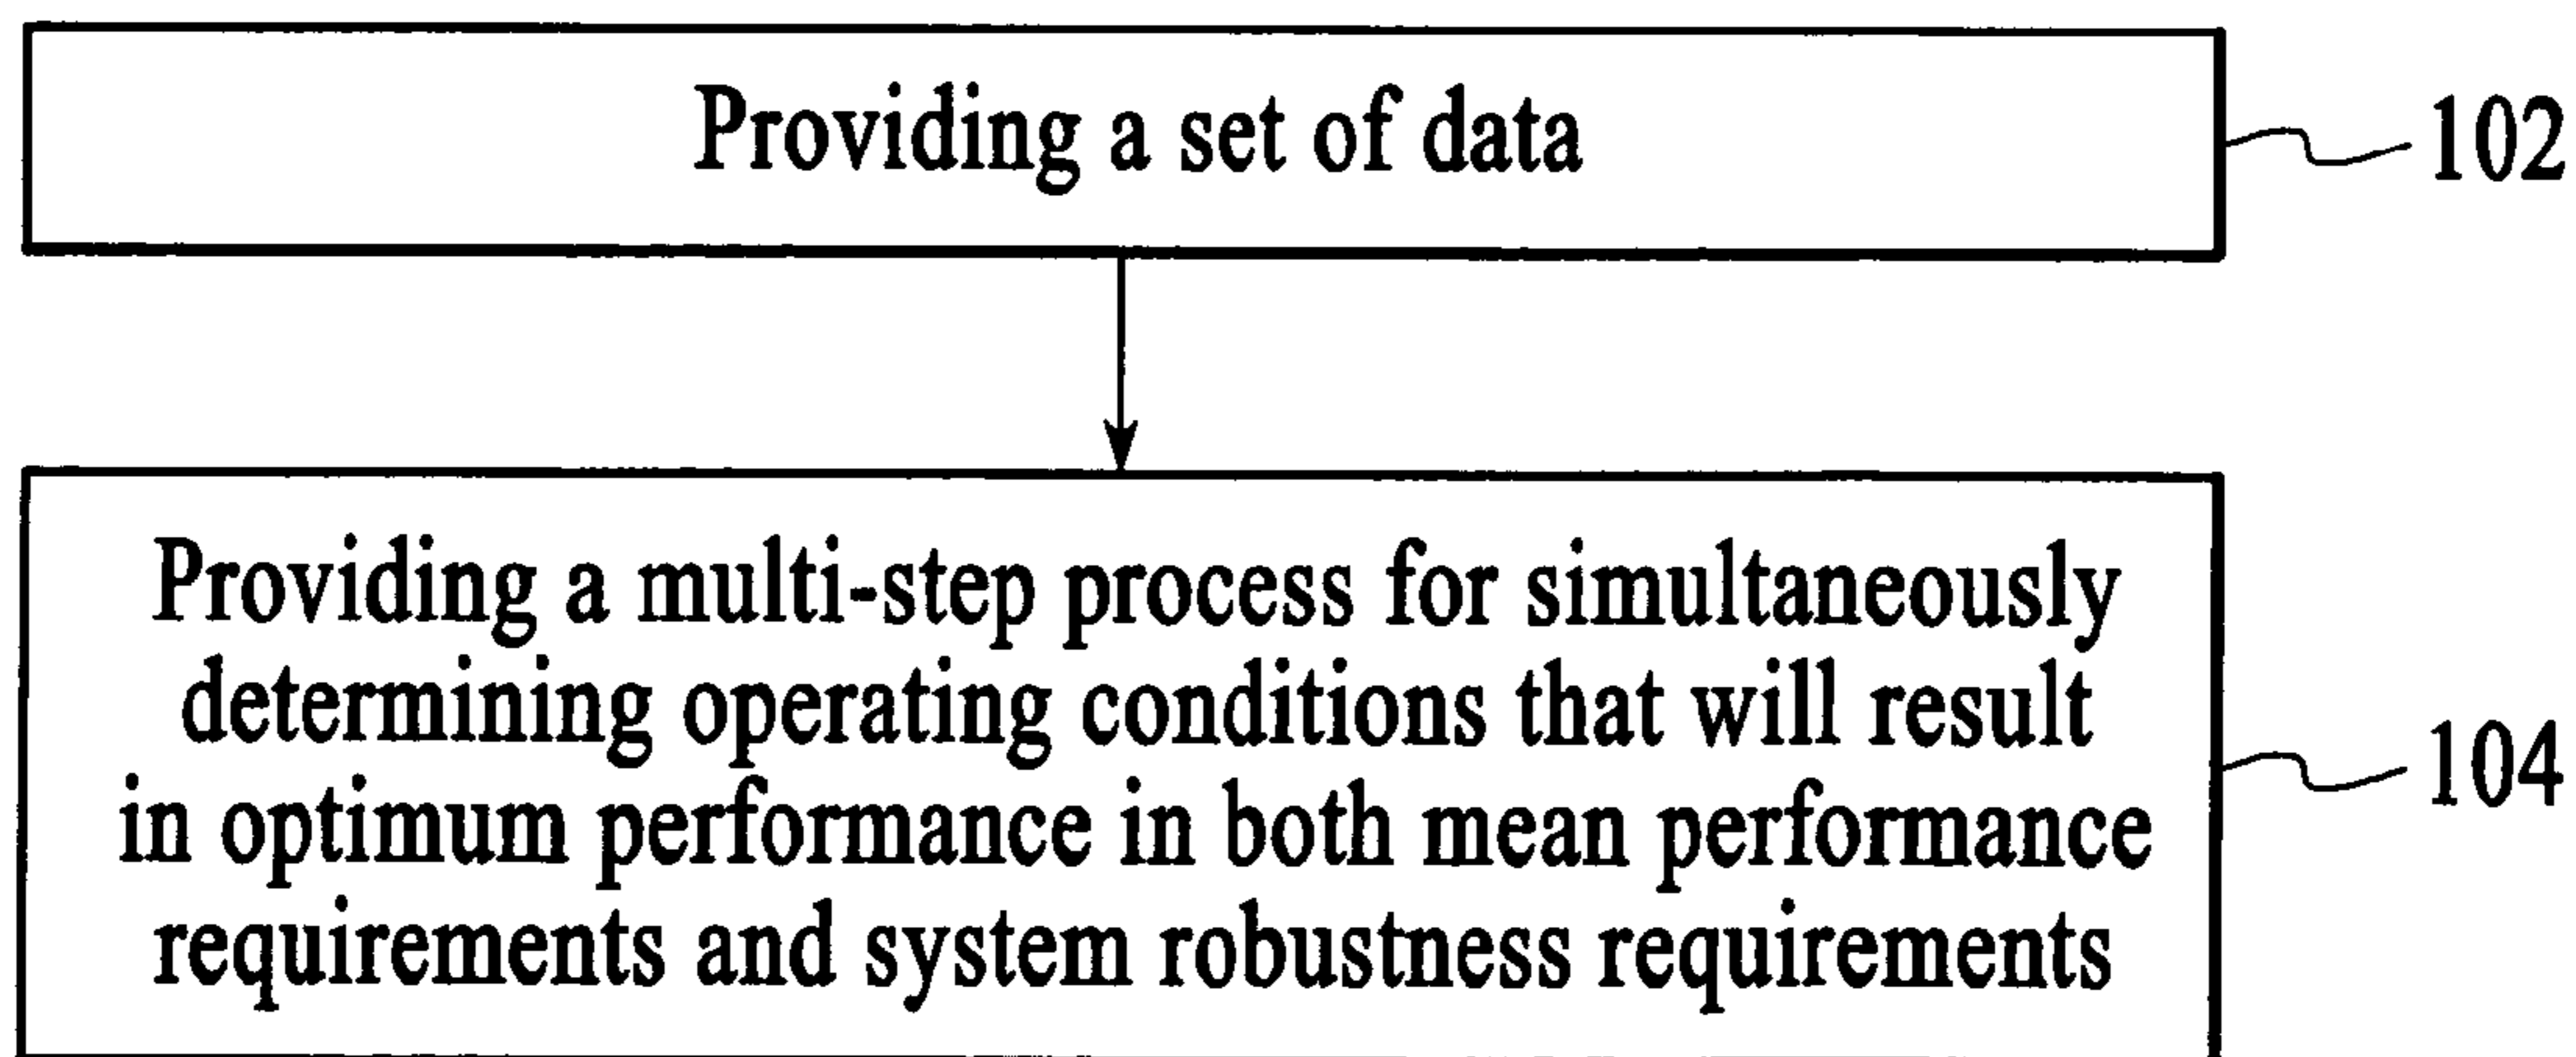 Providing a set of data
102
Providing a multi-step process for simultaneously
determining operating conditions that will result
in optimum performance in both mean performance
requirements and system robustness requirements
104